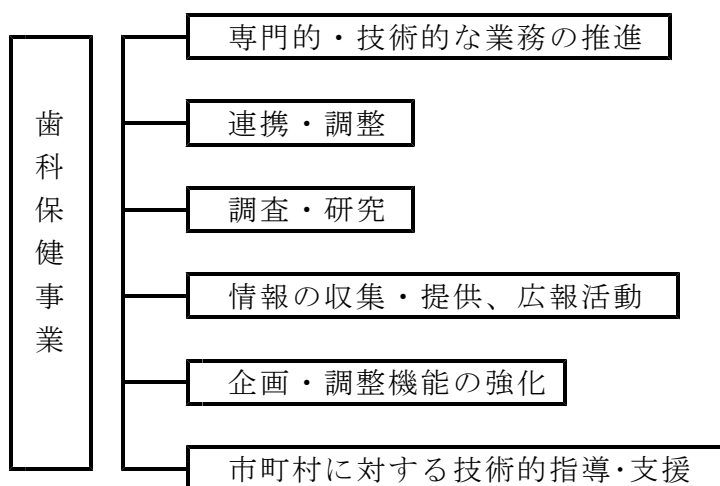 歯科保健事業
専門的・技術的な業務の推進
連携・調整
調査・研究
情報の収集・提供、広報活動
企画・調整機能の強化
市町村に対する技術的指導・支援